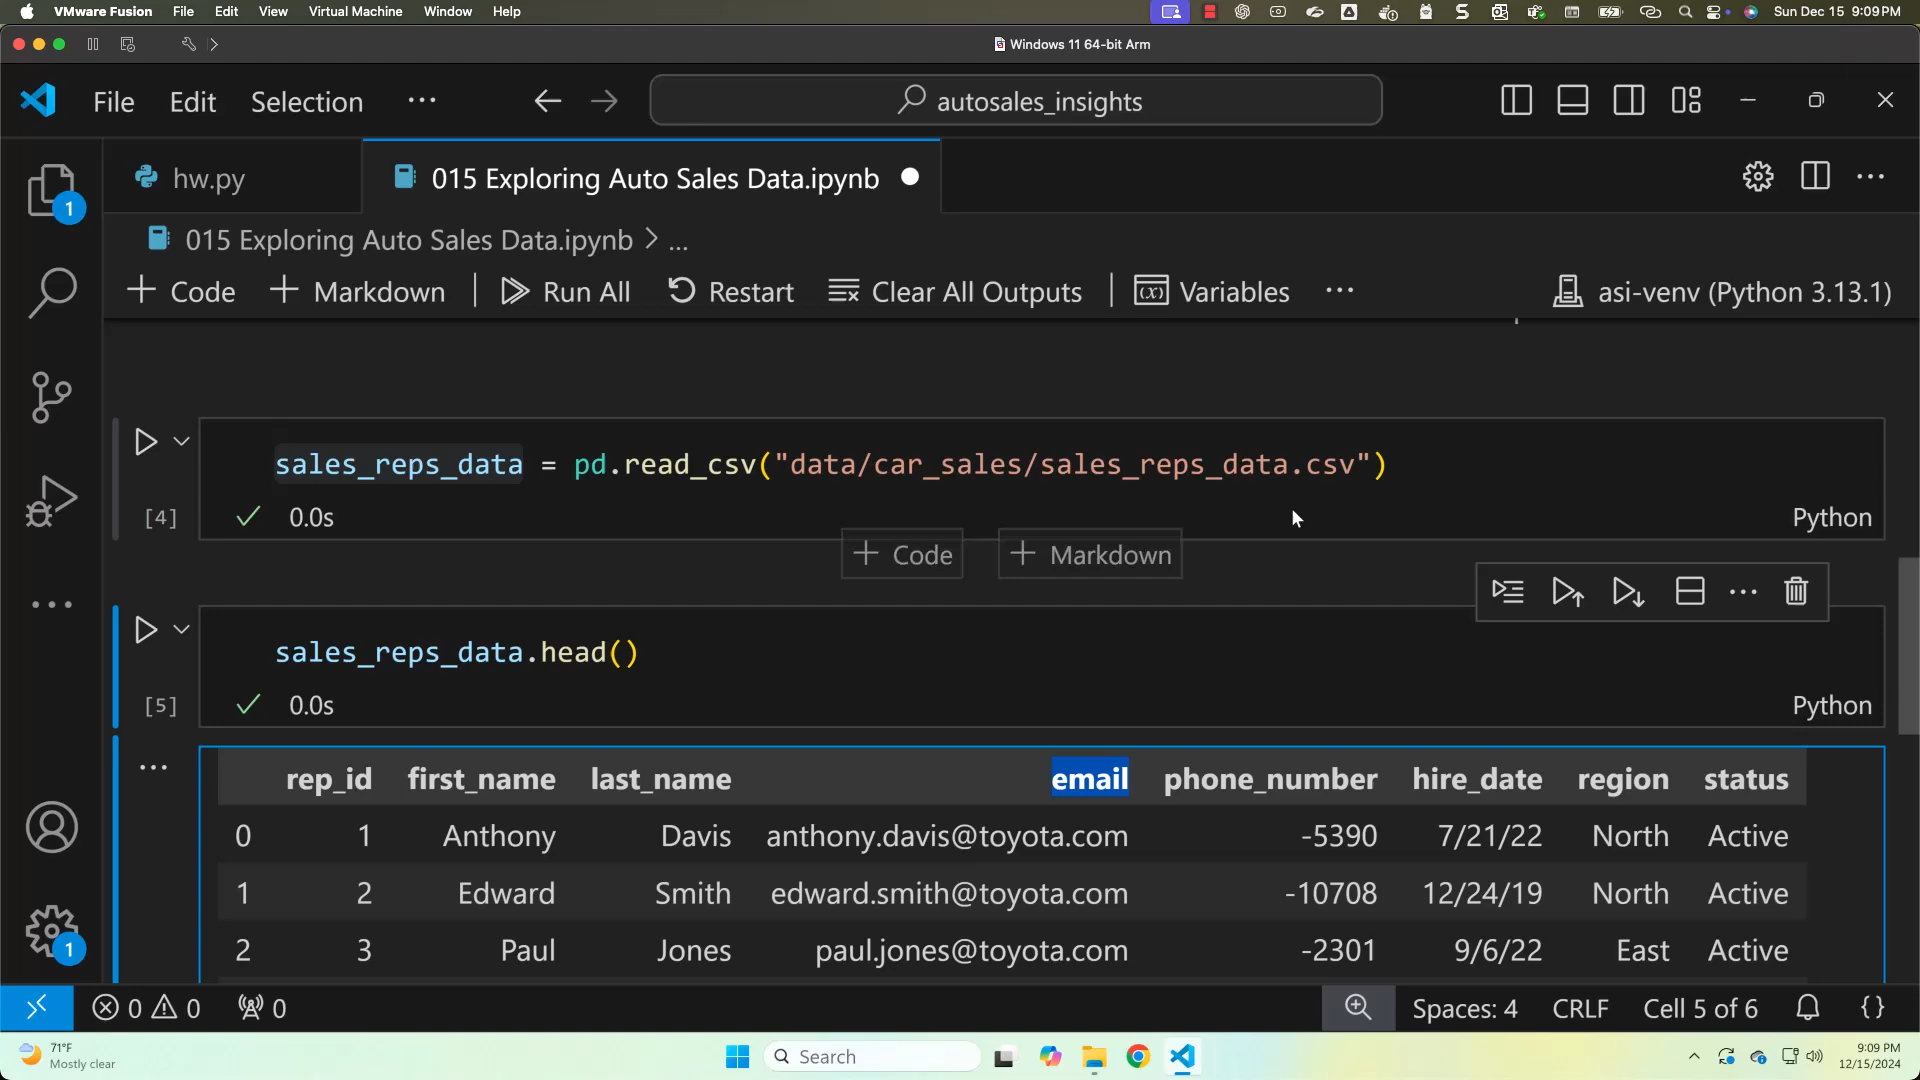 VMware Fusion File Edit View Virtual Machine Window Help Sun Dec 15 9:09 PM
Windows 11 64-bit Arm
File Edit Selection ··· autosales_insights
hw.py 015 Exploring Auto Sales Data.ipynb
015 Exploring Auto Sales Data.ipynb > ...
+ Code + Markdown Run All Restart Clear All Outputs Variables ··· asi-venv (Python 3.13.1)
1
sales_reps_data = pd.read_csv("data/car_sales/sales_reps_data.csv")
[4] 0.0s Python
+ Code + Markdown
sales_reps_data.head()
[5] 0.0s Python
rep_id first_name last_name email phone_number hire_date region status
0 1 Anthony Davis anthony.davis@toyota.com -5390 7/21/22 North Active
1 2 Edward Smith edward.smith@toyota.com -10708 12/24/19 North Active
2 3 Paul Jones paul.jones@toyota.com -2301 9/6/22 East Active
1
0 0 0 Spaces: 4 CRLF Cell 5 of 6 {}
71°F
Mostly clear
Search
9:09 PM
12/15/2024